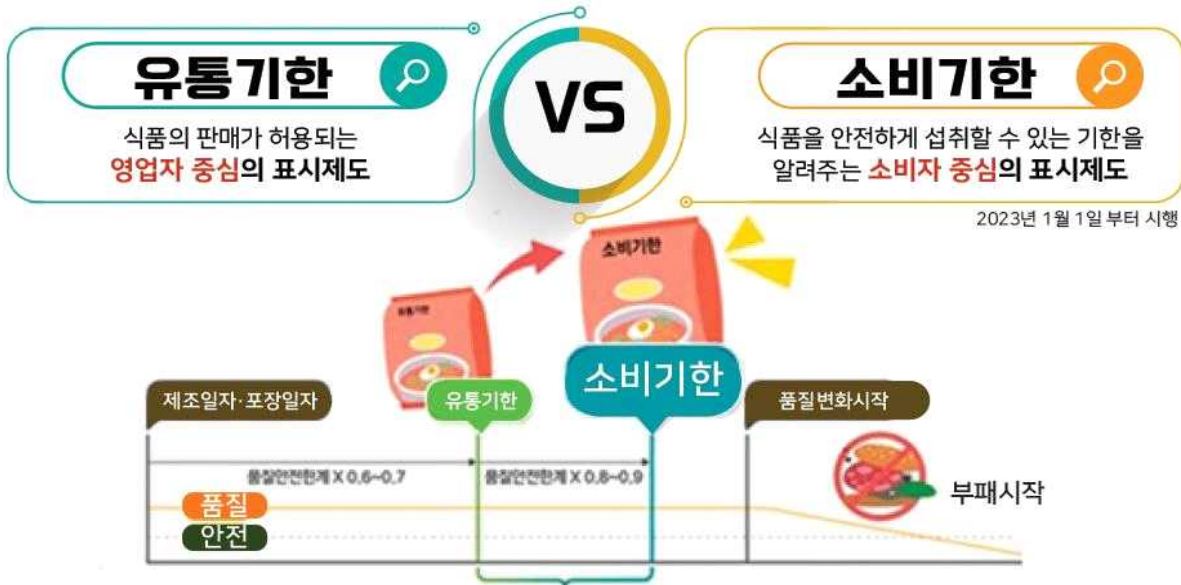 유통기한
식품의 판매가 허용되는
영업자 중심의 표시제도
VS
소비기한
식품을 안전하게 섭취할 수 있는 기한을
알려주는 소비자 중심의 표시제도
2023년 1월 1일 부터 시행
소비기한
유통기한
제조일자·포장일자
유통기한
소비기한
품질변화시작
품질안전한계 X 0.6~0.7
품질안전한계 X 0.8~0.9
품질
안전
부패시작